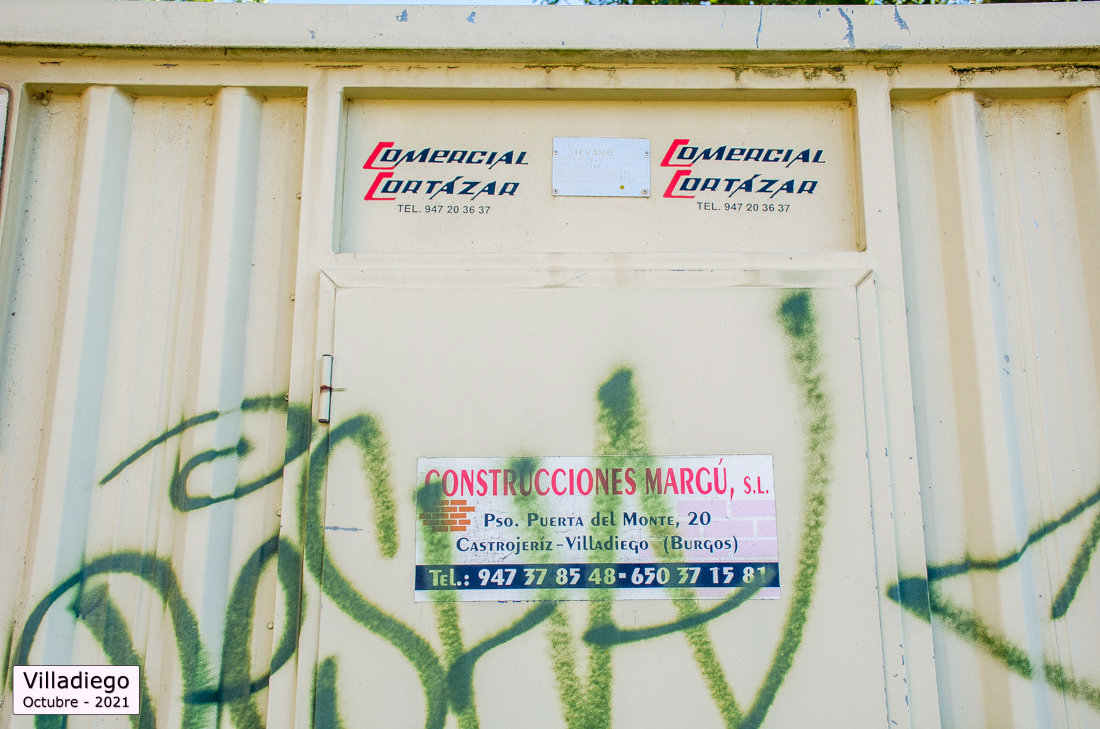 COMERCIAL
CORTÁZAR
TEL. 947 20 36 37
COMERCIAL
CORTÁZAR
TEL. 947 20 36 37
CONSTRUCCIONES MARGÚ, S.L.
Pso. Puerta del Monte, 20
Castrojeríz-Villadiego (Burgos)
Tel.: 947 37 85 48-650 37 15 81
Villadiego
Octubre - 2021